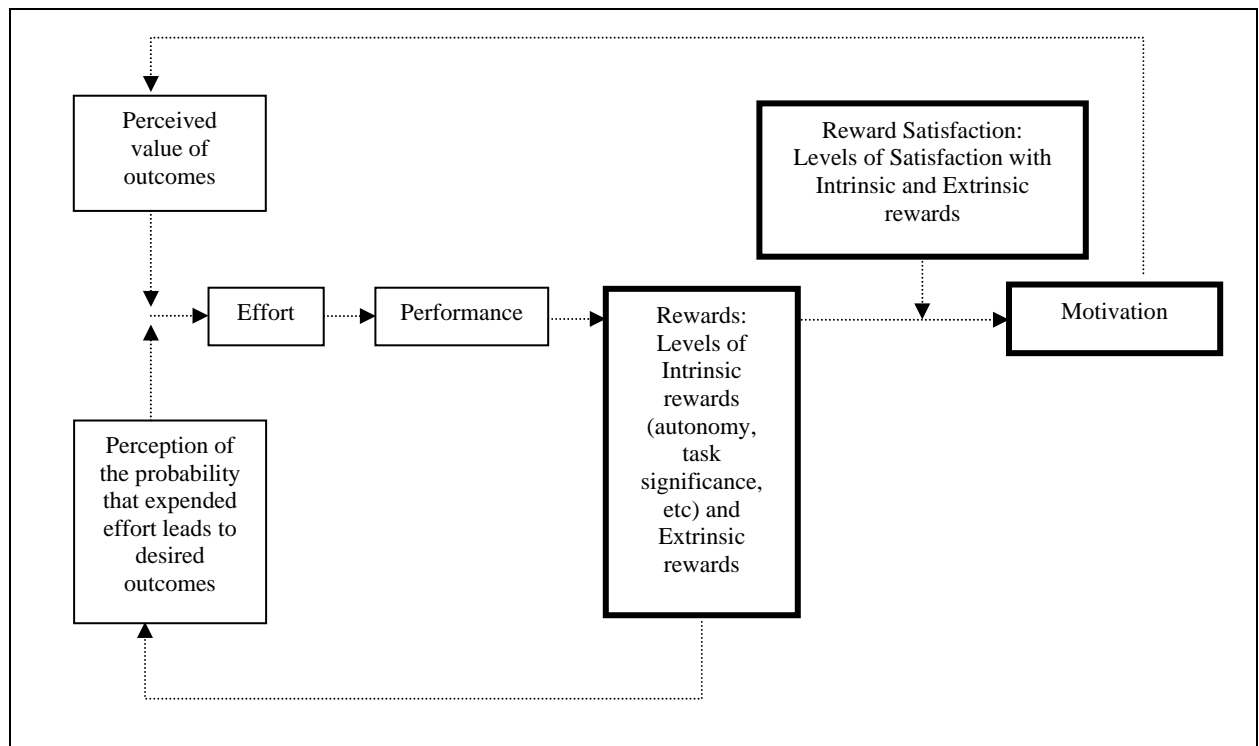 Perceived
value of
outcomes
Reward Satisfaction:
Levels of Satisfaction with
Intrinsic and Extrinsic
rewards
Effort
Performance
Rewards:
Levels of
Intrinsic
rewards
(autonomy,
task
significance,
etc) and
Extrinsic
rewards
Motivation
Perception of
the probability
that expended
effort leads to
desired
outcomes